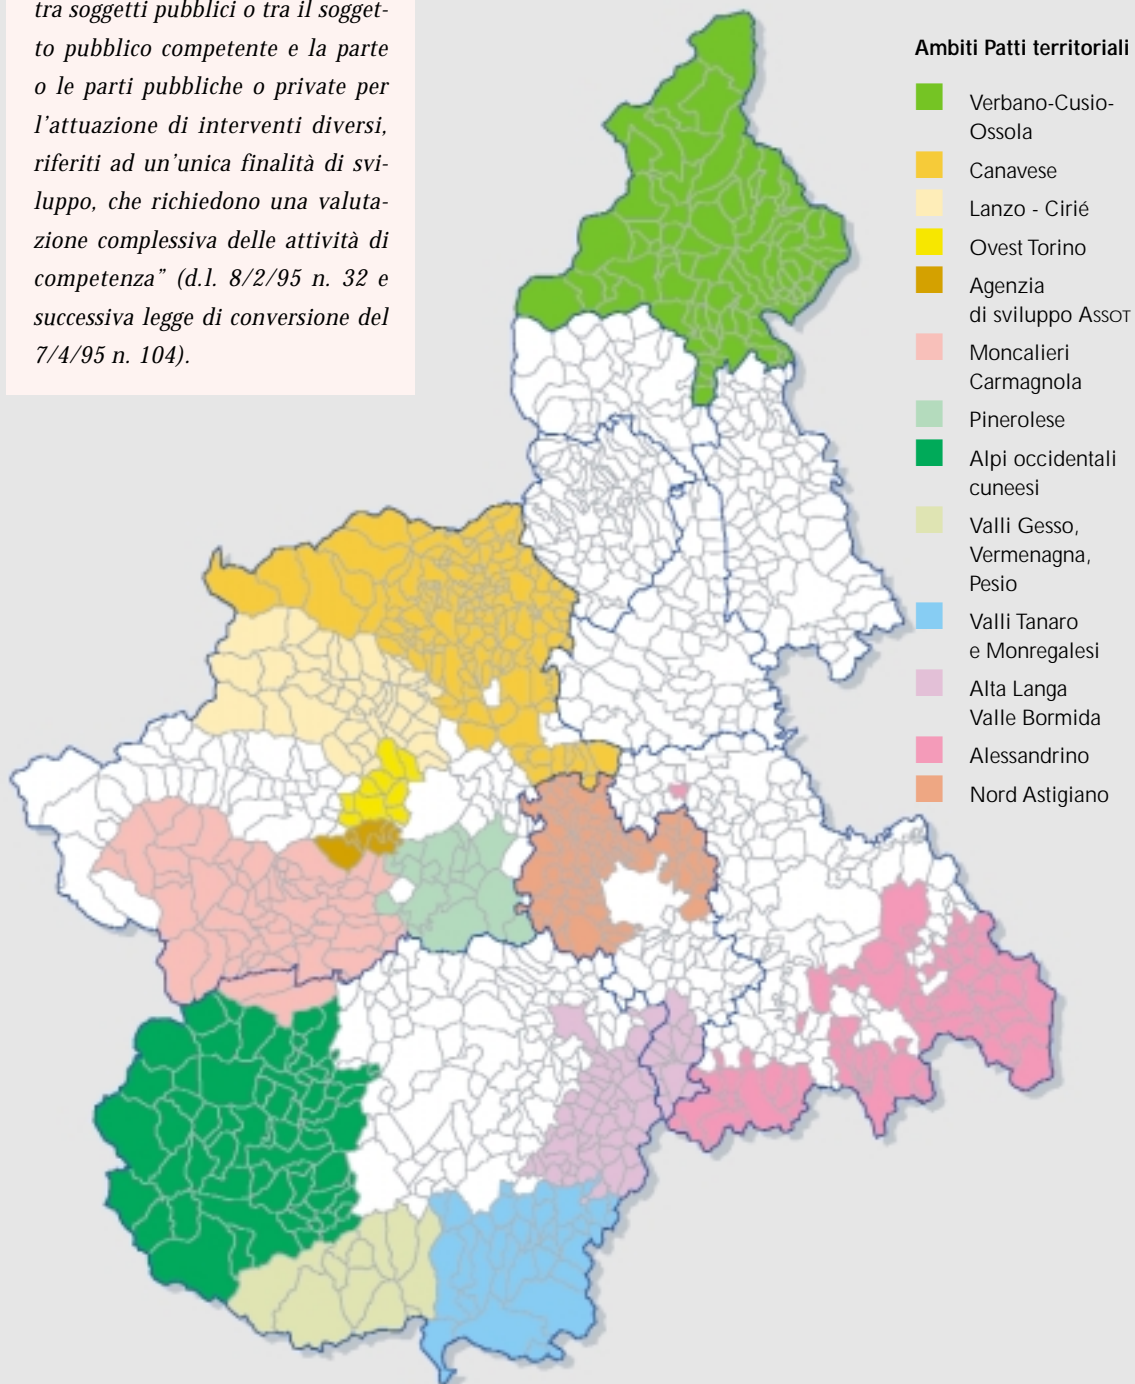 tra soggetti pubblici o tra il sogget-
to pubblico competente e la parte
o le parti pubbliche o private per
l'attuazione di interventi diversi,
riferiti ad un'unica finalità di svi-
luppo, che richiedono una valuta-
zione complessiva delle attività di
competenza" (d.l. 8/2/95 n. 32 e
successiva legge di conversione del
7/4/95 n. 104).
Ambiti Patti territoriali
Verbano-Cusio-
Ossola
Canavese
Lanzo - Cirié
Ovest Torino
Agenzia
di sviluppo ASSOT
Moncalieri
Carmagnola
Pinerolese
Alpi occidentali
cuneesi
Valli Gesso,
Vermenagna,
Pesio
Valli Tanaro
e Monregalesi
Alta Langa
Valle Bormida
Alessandrino
Nord Astigiano